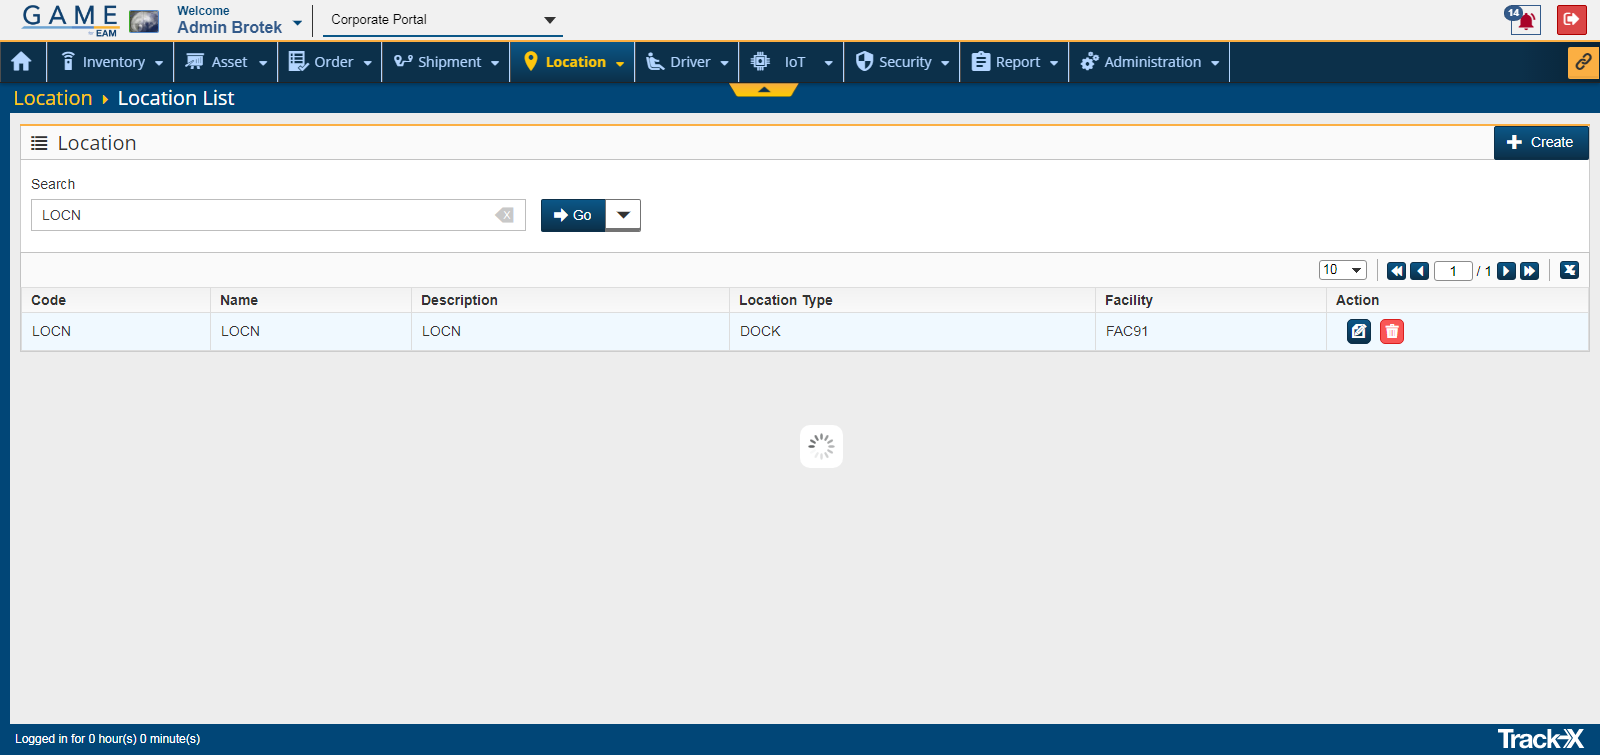 GAME
by EAM
Welcome
Admin Brotek
Corporate Portal
14
Inventory
Asset
Order
Shipment
Location
Driver
IoT
Security
Report
Administration
Location
Location List
Location
Create
Search
LOCN
X
Go
10
1
/ 1
Code
Name
Description
Location Type
Facility
Action
LOCN
LOCN
LOCN
DOCK
FAC91
Logged in for 0 hour(s) 0 minute(s)
Track-X